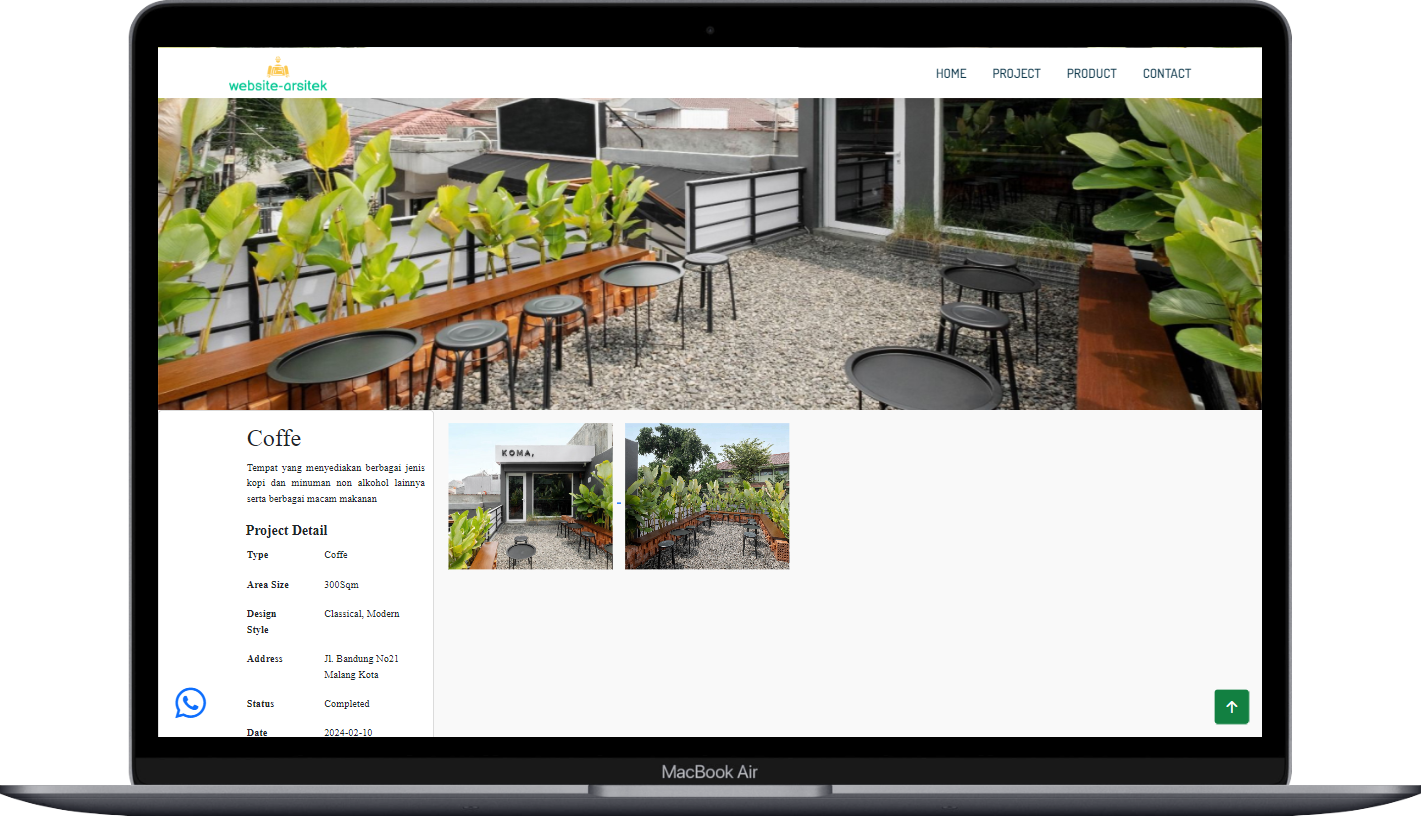 website-arsitek
HOME PROJECT PRODUCT CONTACT
Coffe
Tempat yang menyediakan berbagai jenis
kopi dan minuman non alkohol lainnya
serta berbagai macam makanan
Project Detail
Type Coffe
Area Size 300Sqm
Design Style Classical, Modern
Address Jl. Bandung No21
Malang Kota
Status Completed
Date 2024-02-10
KOMA,
-
MacBook Air